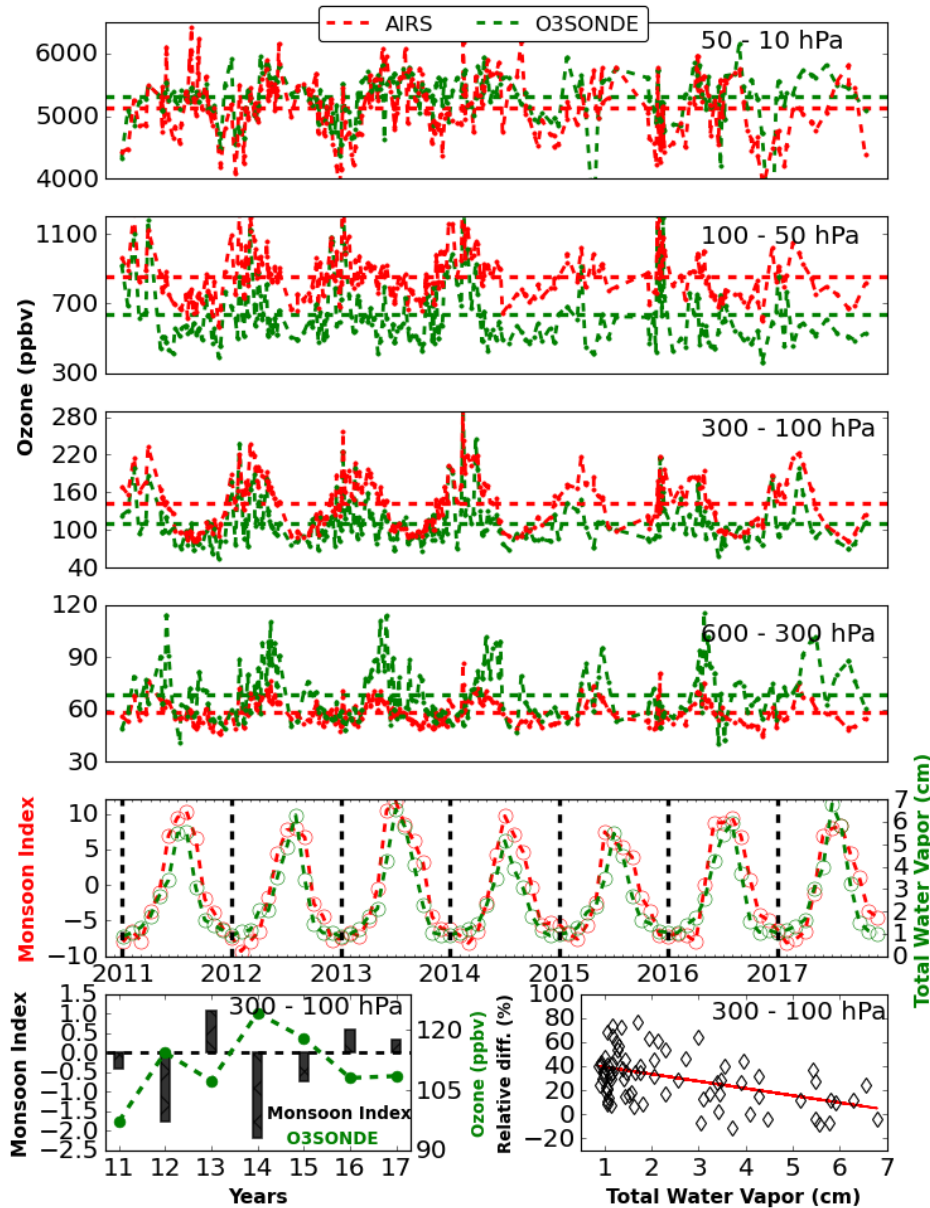 AIRS O3SONDE
50 - 10 hPa
6000
5000
4000
100 - 50 hPa
1100
700
300
Ozone (ppbv)
300 - 100 hPa
280
220
160
100
40
600 - 300 hPa
120
90
60
30
Monsoon Index
10
5
0
−5
−10
7
6
5
4
3
2
1
0
Total Water Vapor (cm)
2011 2012 2013 2014 2015 2016 2017
Monsoon Index
300 - 100 hPa
1.5
1.0
0.5
0.0
−0.5
−1.0
−1.5
−2.0
−2.5
120
105
90
Ozone (ppbv)
Monsoon Index
O3SONDE
11 12 13 14 15 16 17
Years
Relative diff. (%)
300 - 100 hPa
100
80
60
40
20
0
−20
1 2 3 4 5 6 7
Total Water Vapor (cm)